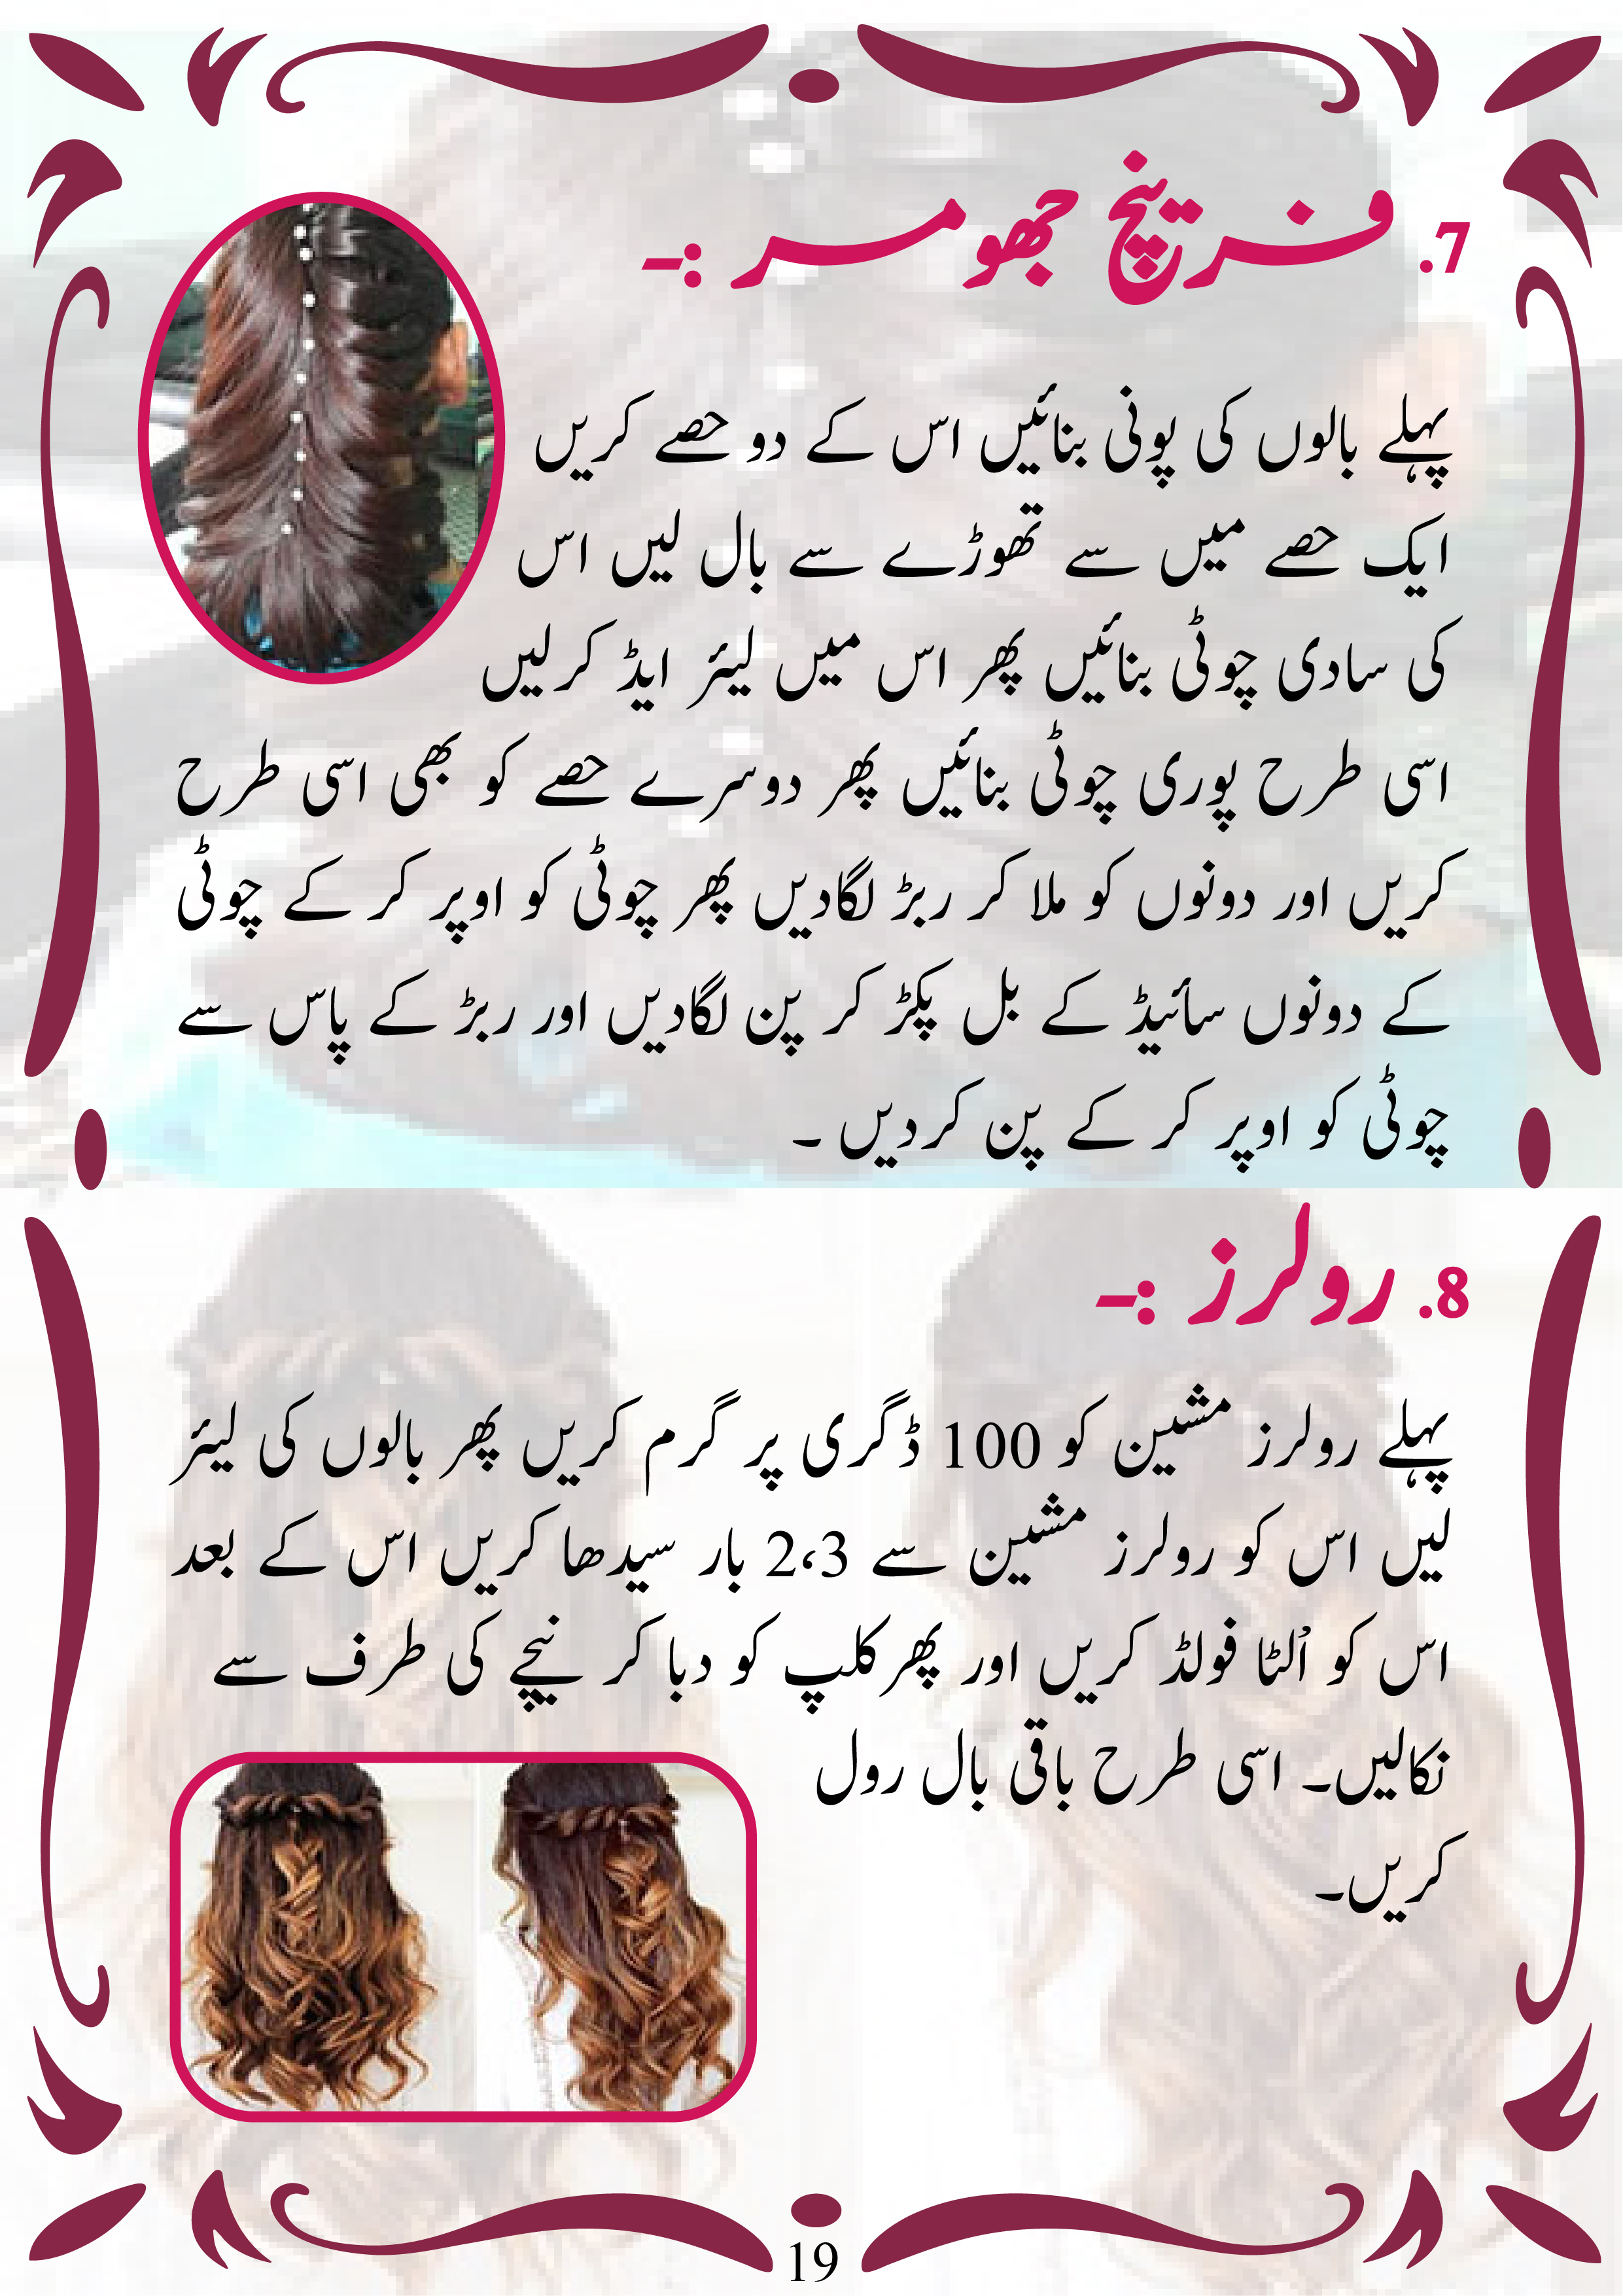 7. فرینچ جھومر :-
پہلے بالوں کی پونی بنائیں اس کے دو حصے کریں
ایک حصے میں سے تھوڑے سے بال لیں اس
کی سادی چوٹی بنائیں پھر اس میں لیئر ایڈ کرلیں
اسی طرح پوری چوٹی بنائیں پھر دوسرے حصے کو بھی اسی طرح
کریں اور دونوں کو ملا کر ربڑ لگادیں پھر چوٹی کو اوپر کر کے چوٹی
کے دونوں سائیڈ کے بل پکڑ کر پن لگادیں اور ربڑ کے پاس سے
چوٹی کو اوپر کر کے پن کردیں ۔
8. رولرز :-
پہلے رولرز مشین کو 100 ڈگری پر گرم کریں پھر بالوں کی لیئر
لیں اس کو رولرز مشین سے 2،3 بار سیدھا کریں اس کے بعد
اس کو اُلٹا فولڈ کریں اور پھر کلپ کو دبا کر نیچے کی طرف سے
نکالیں۔ اسی طرح باقی بال رول
کریں۔
19